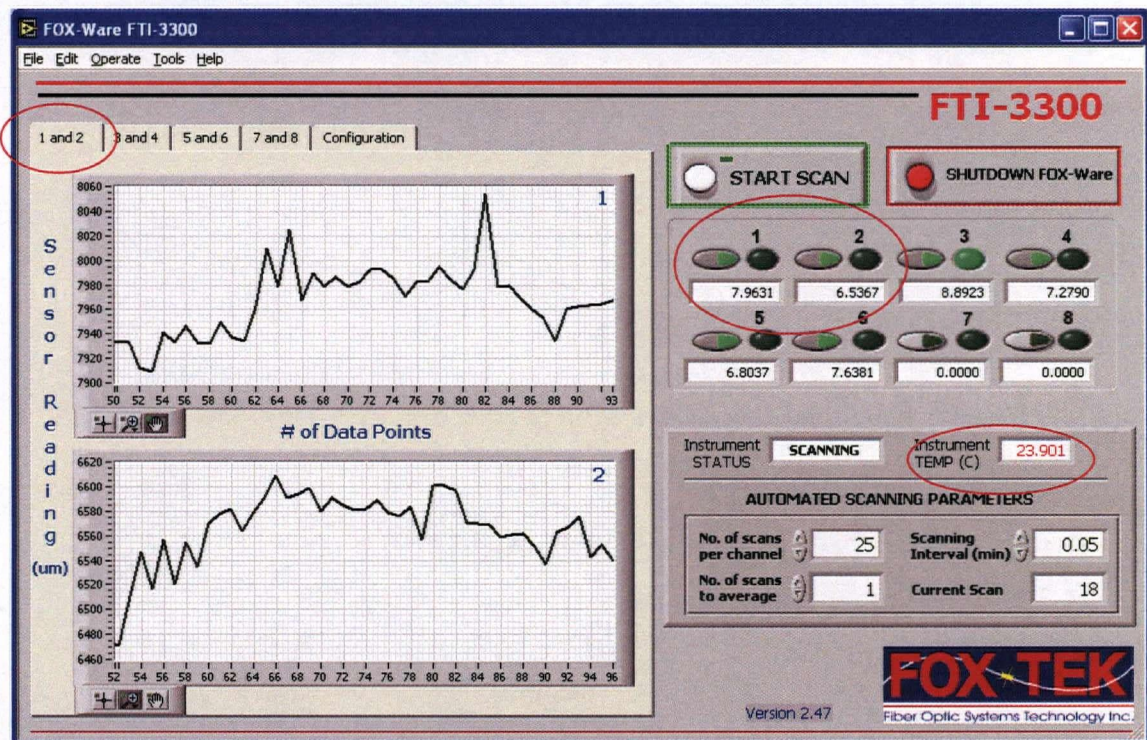 FOX-Ware FTI-3300
File Edit Operate Tools Help
FTI-3300
1 and 2 3 and 4 5 and 6 7 and 8 Configuration
Sensor Reading (um)
1
8060
8040
8020
8000
7980
7960
7940
7920
7900
50 52 54 56 58 60 62 64 66 68 70 72 74 76 78 80 82 84 86 88 90 93
# of Data Points
2
6620
6600
6580
6560
6540
6520
6500
6480
6460
52 54 56 58 60 62 64 66 68 70 72 74 76 78 80 82 84 86 88 90 92 94 96
START SCAN
SHUTDOWN FOX-Ware
1 2 3 4
7.9631 6.5367 8.8923 7.2790
5 6 7 8
6.8037 7.6381 0.0000 0.0000
Instrument STATUS SCANNING
Instrument TEMP (C) 23.901
AUTOMATED SCANNING PARAMETERS
No. of scans per channel 25
Scanning Interval (min) 0.05
No. of scans to average 1
Current Scan 18
Version 2.47
FOX TEK
Fiber Optic Systems Technology Inc.